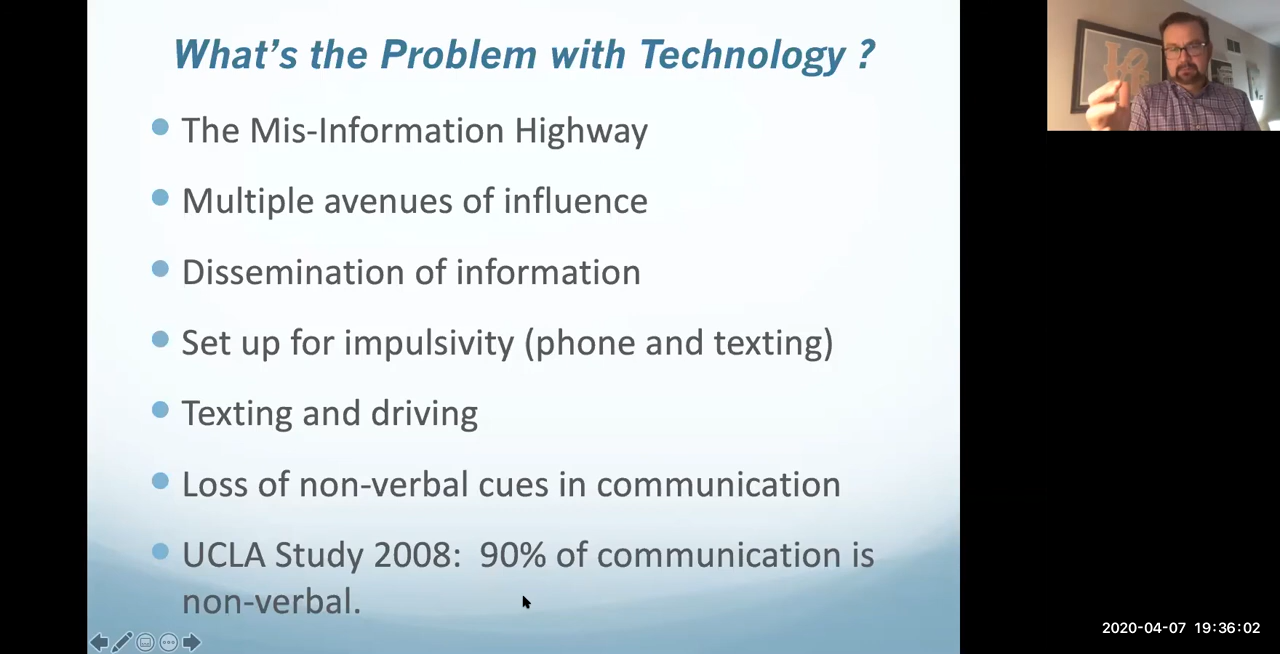 What's the Problem with Technology ?
The Mis-Information Highway
Multiple avenues of influence
Dissemination of information
Set up for impulsivity (phone and texting)
Texting and driving
Loss of non-verbal cues in communication
UCLA Study 2008:  90% of communication is
non-verbal.
LOVE
2020-04-07 19:36:02